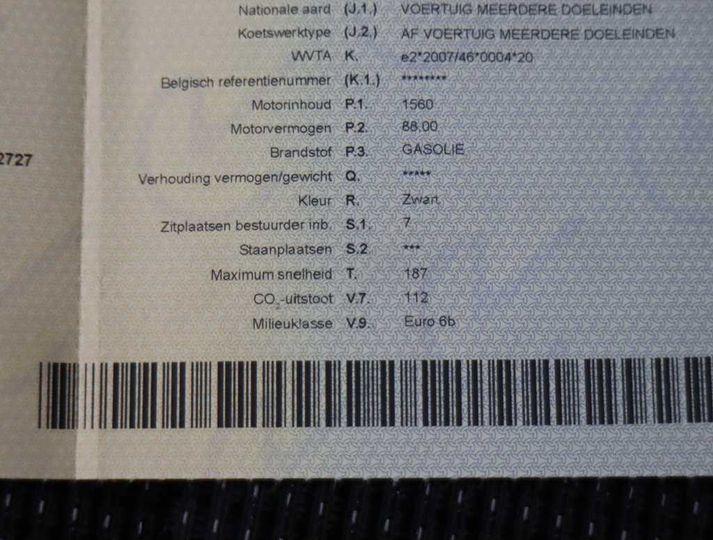 Nationale aard (J.1.) VOERTUIG MEERDERE DOELEINDEN
Koetswerktype (J.2.) AF VOERTUIG MEERDERE DOELEINDEN
WVTA K. e2*2007/46*0004*20
Belgisch referentienummer (K.1.) ********
Motorinhoud P.1. 1560
Motorvermogen P.2. 88.00
2727
Brandstof P.3. GASOLIE
Verhouding vermogen/gewicht Q. *****
Kleur R. Zwart
Zitplaatsen bestuurder inb. S.1. 7
Staanplaatsen S.2. ***
Maximum snelheid T. 187
CO₂-uitstoot V.7. 112
Milieuklasse V.9. Euro 6b